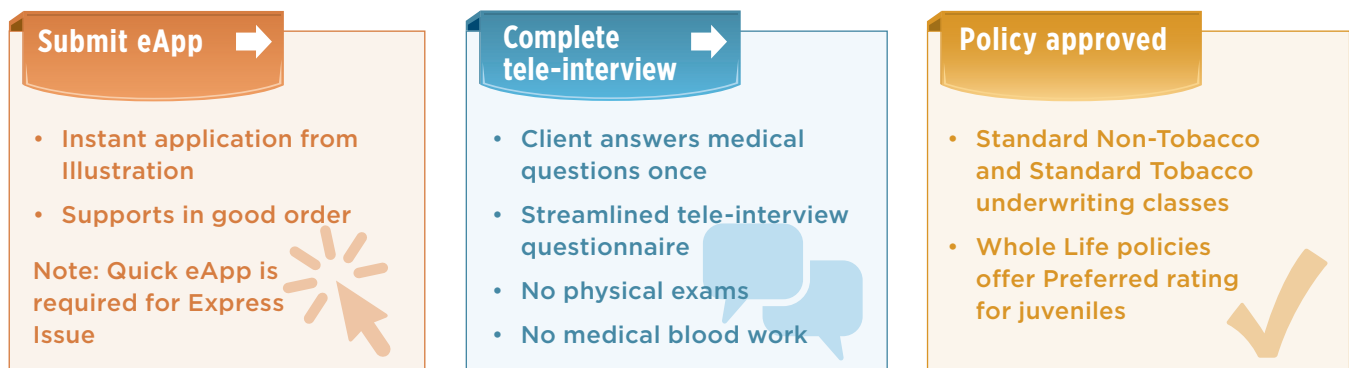 Submit eApp
• Instant application from
Illustration
• Supports in good order
Note: Quick eApp is
required for Express
Issue
Complete
tele-interview
• Client answers medical
questions once
• Streamlined tele-interview
questionnaire
• No physical exams
• No medical blood work
Policy approved
• Standard Non-Tobacco
and Standard Tobacco
underwriting classes
• Whole Life policies
offer Preferred rating
for juveniles